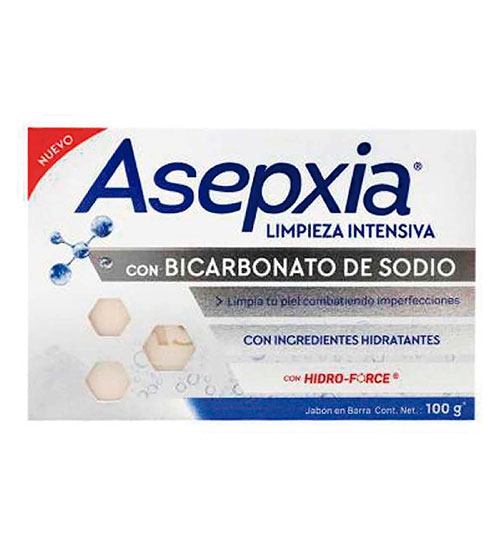 NUEVO
Asepxia®
LIMPIEZA INTENSIVA
CON BICARBONATO DE SODIO
> Limpia tu piel combatiendo imperfecciones
CON INGREDIENTES HIDRATANTES
CON HIDRO-FORCE®
Jabón en Barra Cont. Net.: 100 g